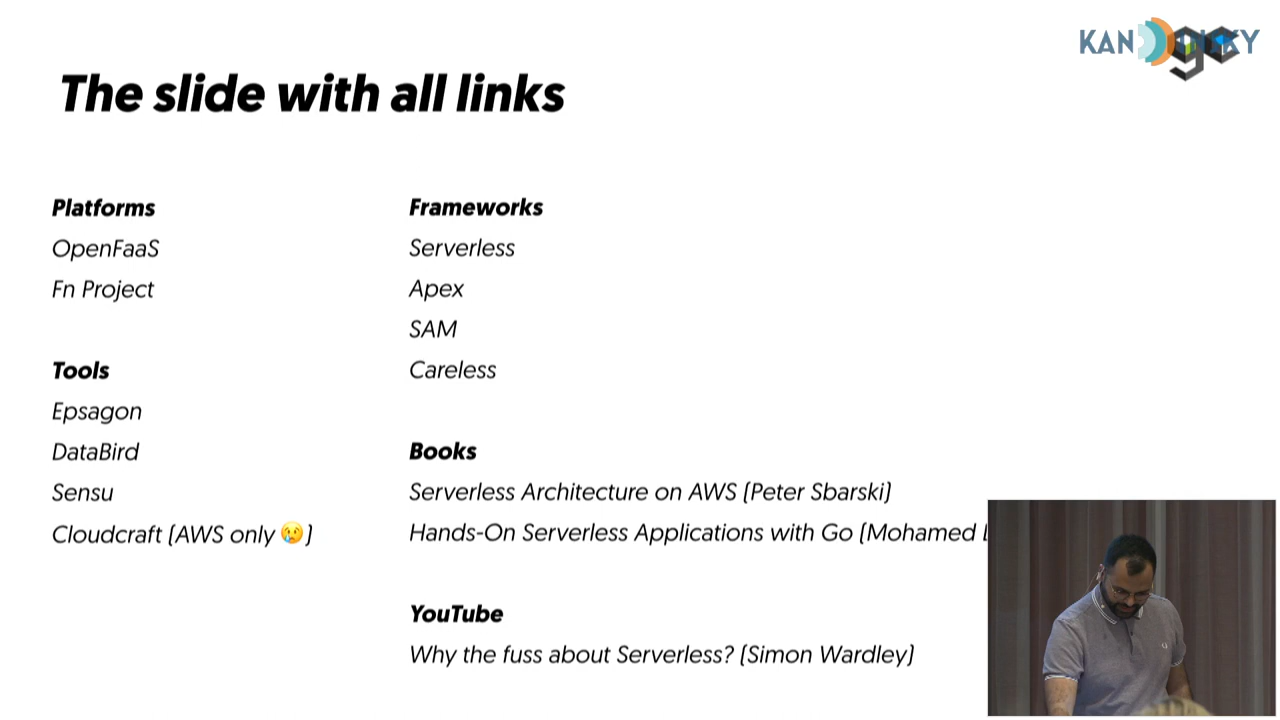 The slide with all links
Platforms
OpenFaaS
Fn Project
Tools
Epsagon
DataBird
Sensu
Cloudcraft (AWS only 😢)
Frameworks
Serverless
Apex
SAM
Careless
Books
Serverless Architecture on AWS (Peter Sbarski)
Hands-On Serverless Applications with Go (Mohamed
YouTube
Why the fuss about Serverless? (Simon Wardley)